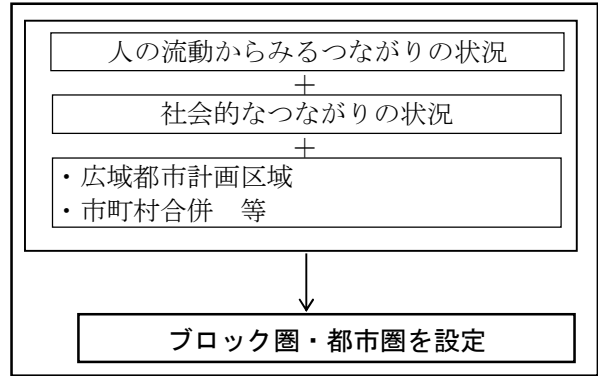 人の流動からみるつながりの状況
＋
社会的なつながりの状況
＋
・広域都市計画区域
・市町村合併　等
ブロック圏・都市圏を設定